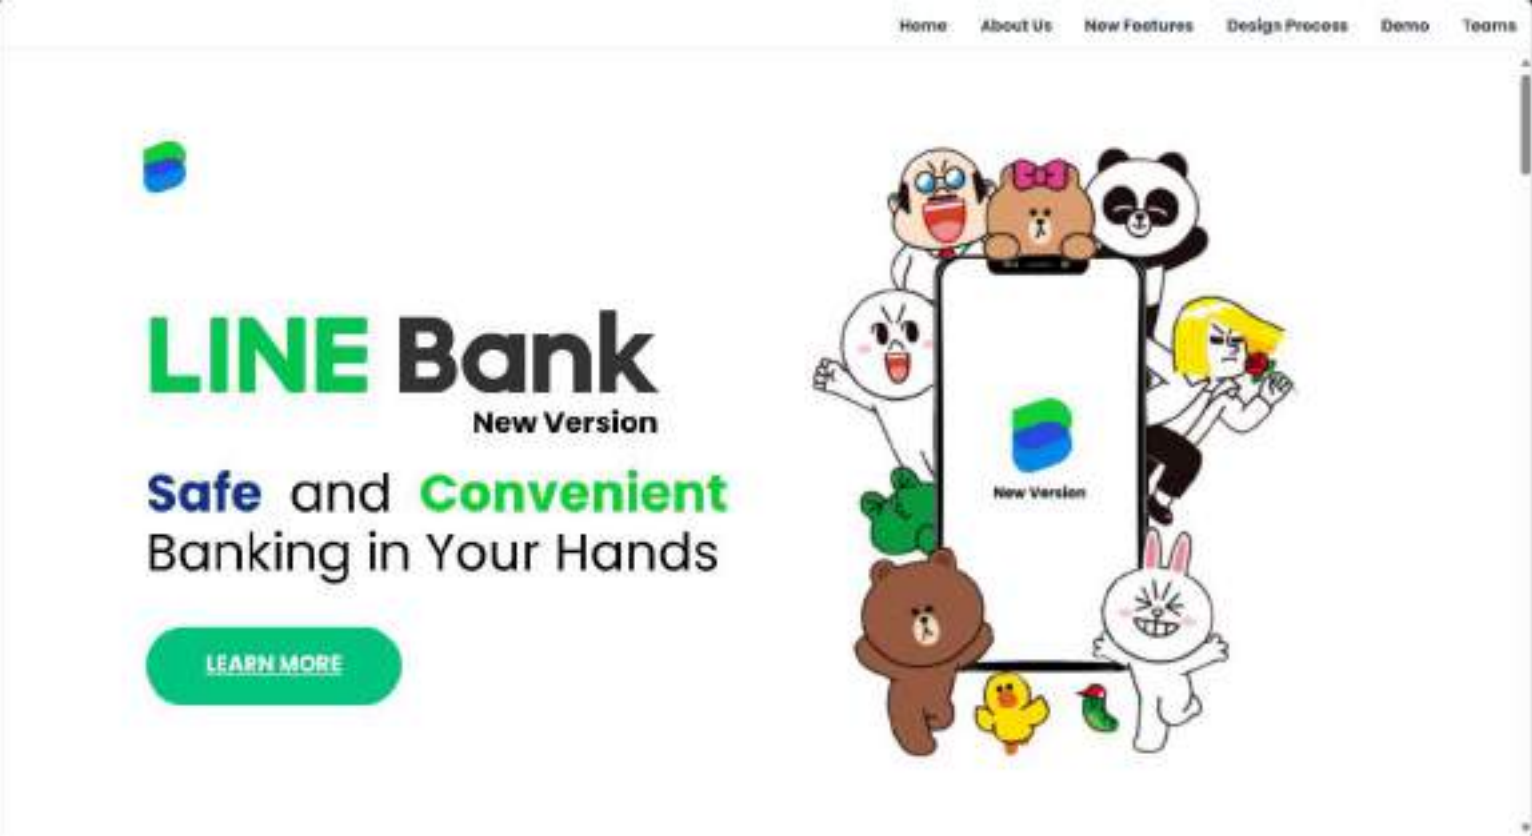 Home About Us New Features Design Process Demo Teams
LINE Bank
New Version
Safe and Convenient
Banking in Your Hands
LEARN MORE
New Version